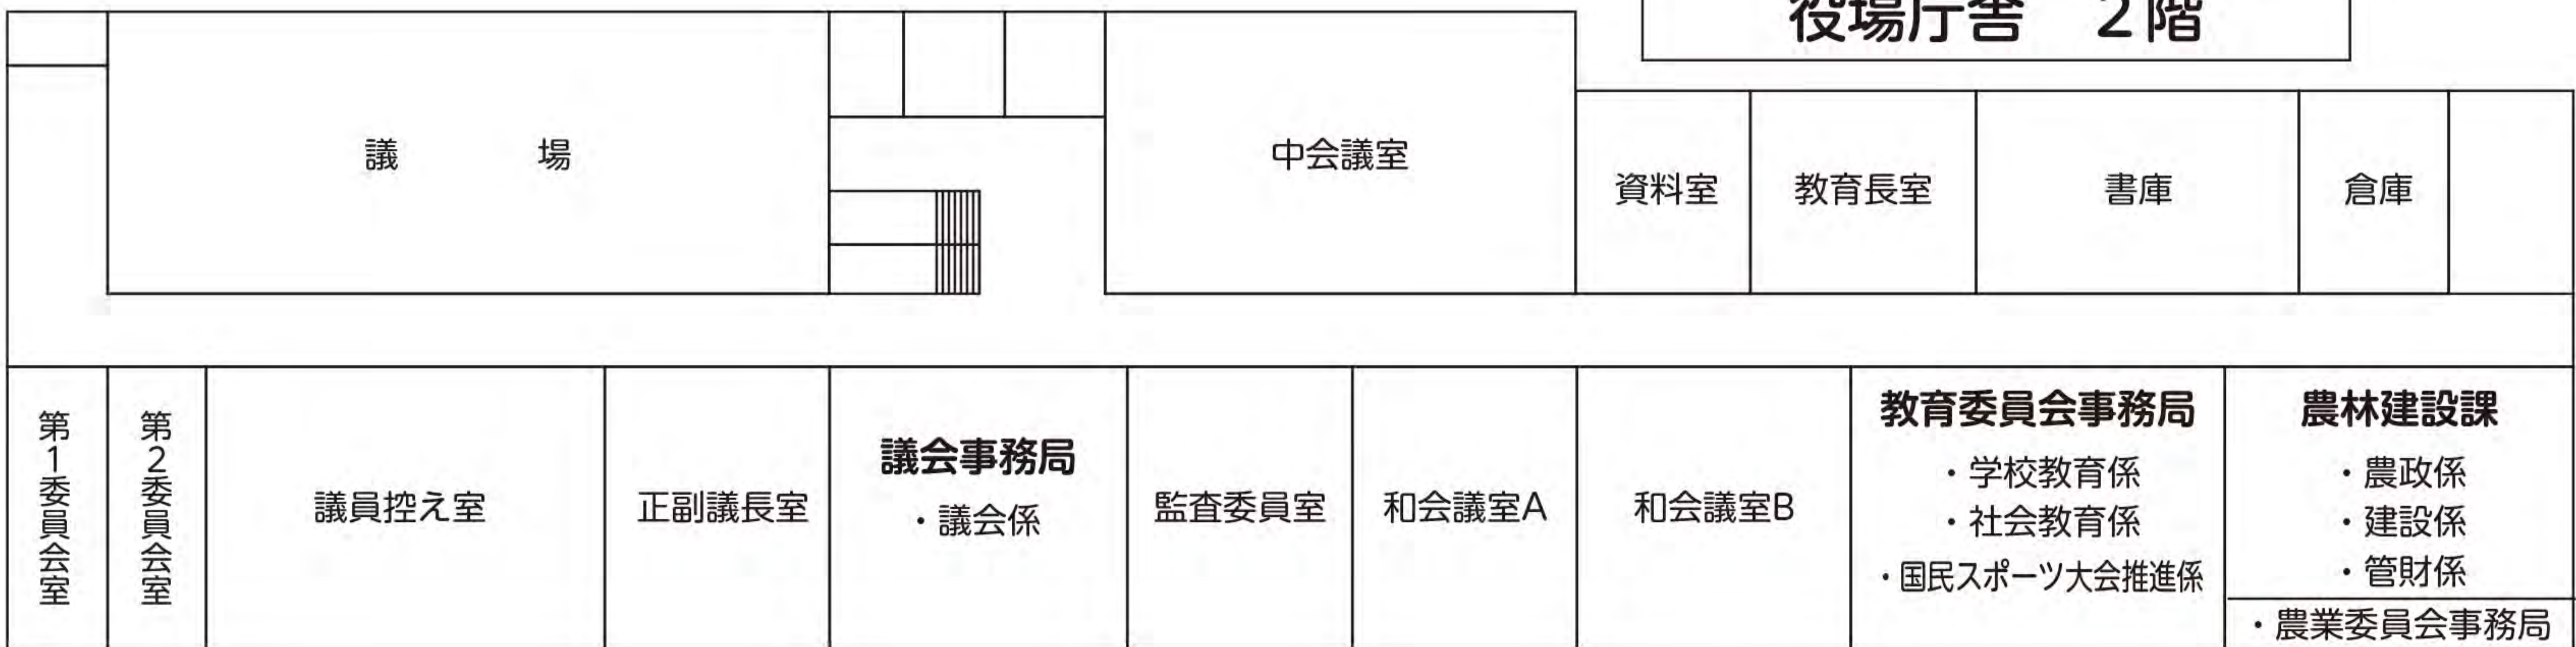 役場庁舎　2階
議　場
中会議室
資料室
教育長室
書庫
倉庫
第1委員会室
第2委員会室
議員控え室
正副議長室
議会事務局
・議会係
監査委員室
和会議室A
和会議室B
教育委員会事務局
・学校教育係
・社会教育係
・国民スポーツ大会推進係
農林建設課
・農政係
・建設係
・管財係
・農業委員会事務局